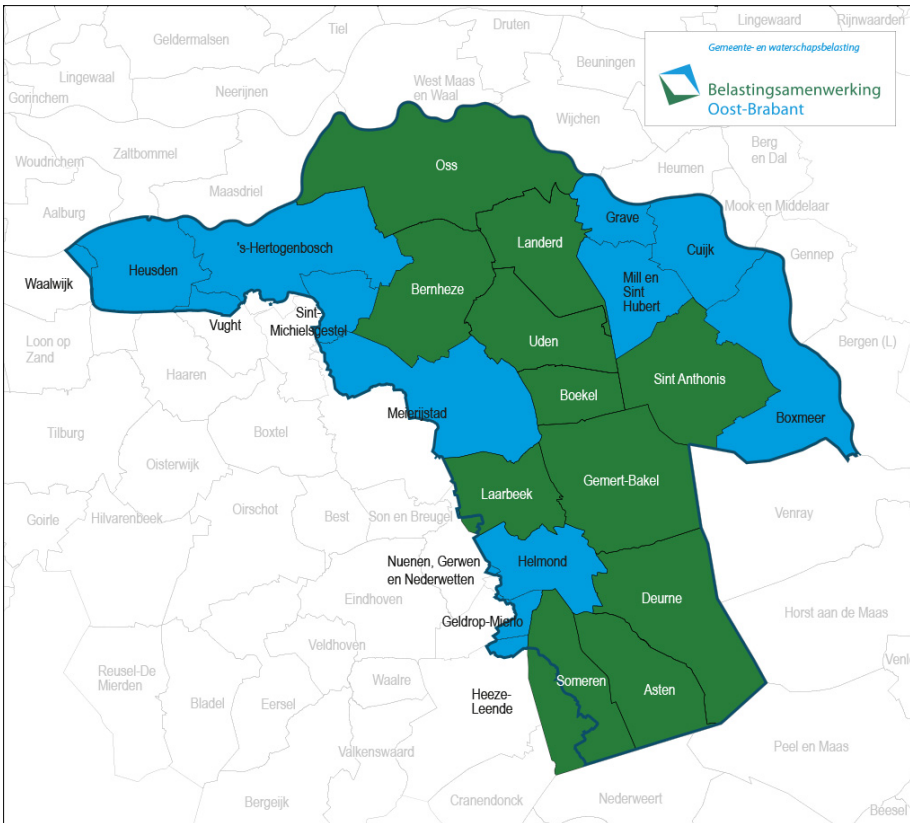 Geldermalsen
Tiel
Druten
Lingewaard
Rijnwaarden
Gemeente- en waterschapsbelasting
Belastingsamenwerking
Oost-Brabant
Lingewaal
Gorinchem
Neerijnen
West Maas
en Waal
Beuningen
Wijchen
Woudrichem
Zaltbommel
Maasdriel
Aalburg
Oss
Heumen
Berg
en Dal
Mook en Middelaar
Gennep
Grave
Cuijk
Landerd
's-Hertogenbosch
Heusden
Waalwijk
Bernheze
Mill en
Sint
Hubert
Vught
Sint-
Michielsgestel
Uden
Loon op
Zand
Haaren
Bergen (L)
Sint Anthonis
Boekel
Meierijstad
Boxmeer
Tilburg
Boxtel
Oisterwijk
Laarbeek
Gemert-Bakel
Goirle
Hilvarenbeek
Oirschot
Best
Son en Breugel
Venray
Nuenen, Gerwen
en Nederwetten
Helmond
Eindhoven
Deurne
Horst aan de Maas
Geldrop-Mierlo
Veldhoven
Reusel-De
Mierden
Bladel
Eersel
Waalre
Heeze-
Leende
Someren
Asten
Venlo
Valkenswaard
Peel en Maas
Bergeijk
Cranendonck
Nederweert
Beesel